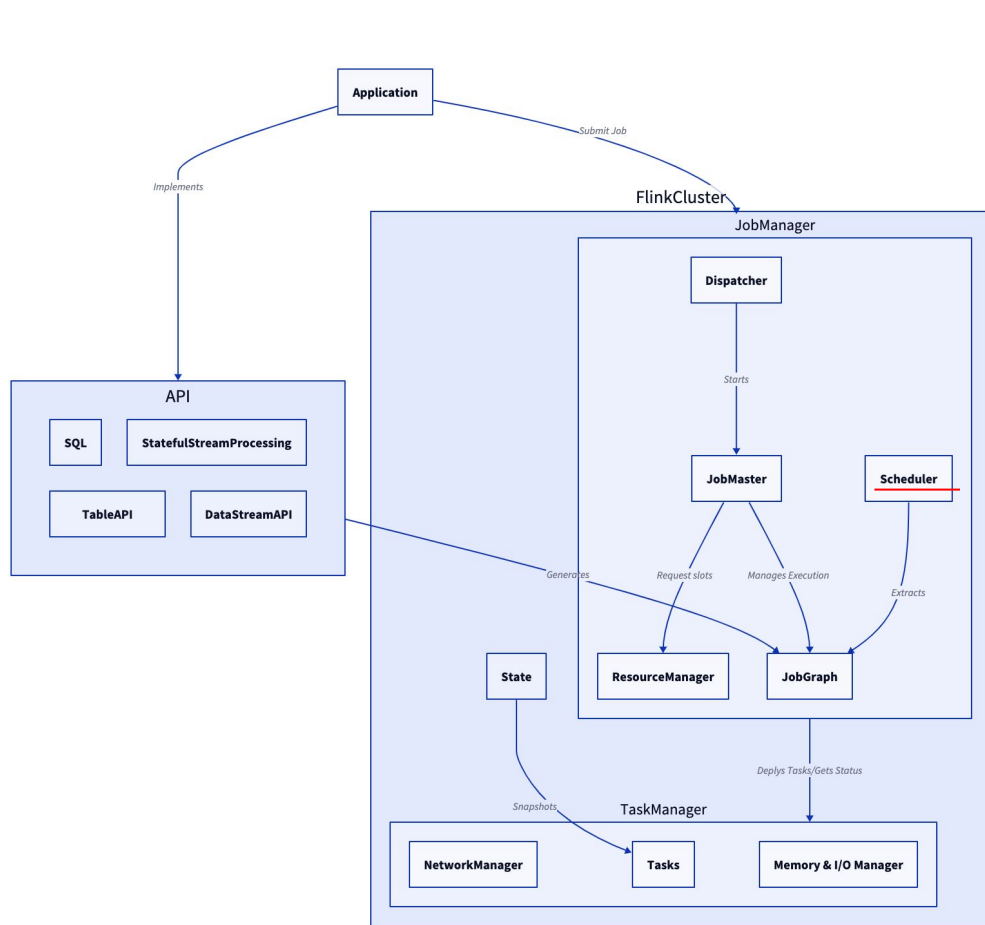 Application
Submit Job
Implements
FlinkCluster
JobManager
Dispatcher
Starts
API
SQL
StatefulStreamProcessing
TableAPI
DataStreamAPI
JobMaster
Scheduler
Generates
Request slots
Manages Execution
Extracts
State
ResourceManager
JobGraph
Deplys Tasks/Gets Status
Snapshots
TaskManager
NetworkManager
Tasks
Memory & I/O Manager